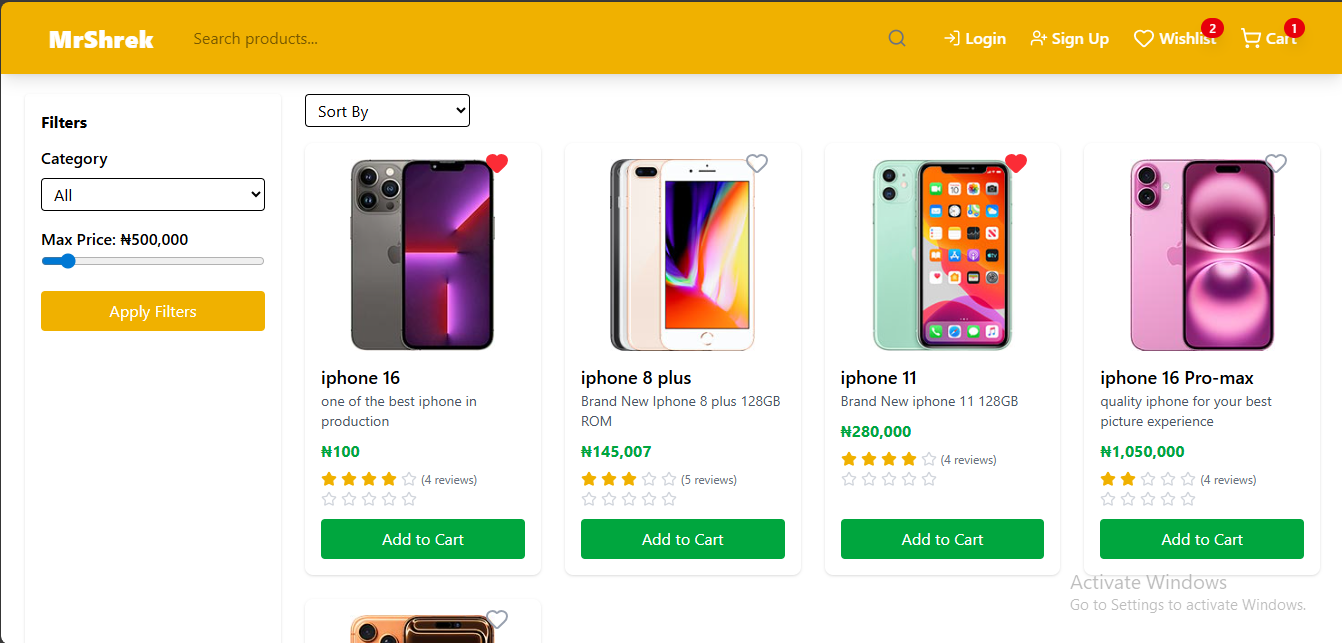 MrShrek
Search products...
Login
Sign Up
Wishlist
2
Cart
1
Filters
Category
All
Max Price: ₦500,000
Apply Filters
Sort By
iphone 16
one of the best iphone in
production
₦100
(4 reviews)
Add to Cart
iphone 8 plus
Brand New Iphone 8 plus 128GB
ROM
₦145,007
(5 reviews)
Add to Cart
iphone 11
Brand New iphone 11 128GB
₦280,000
(4 reviews)
Add to Cart
iphone 16 Pro-max
quality iphone for your best
picture experience
₦1,050,000
(4 reviews)
Add to Cart
Activate Windows
Go to Settings to activate Windows.